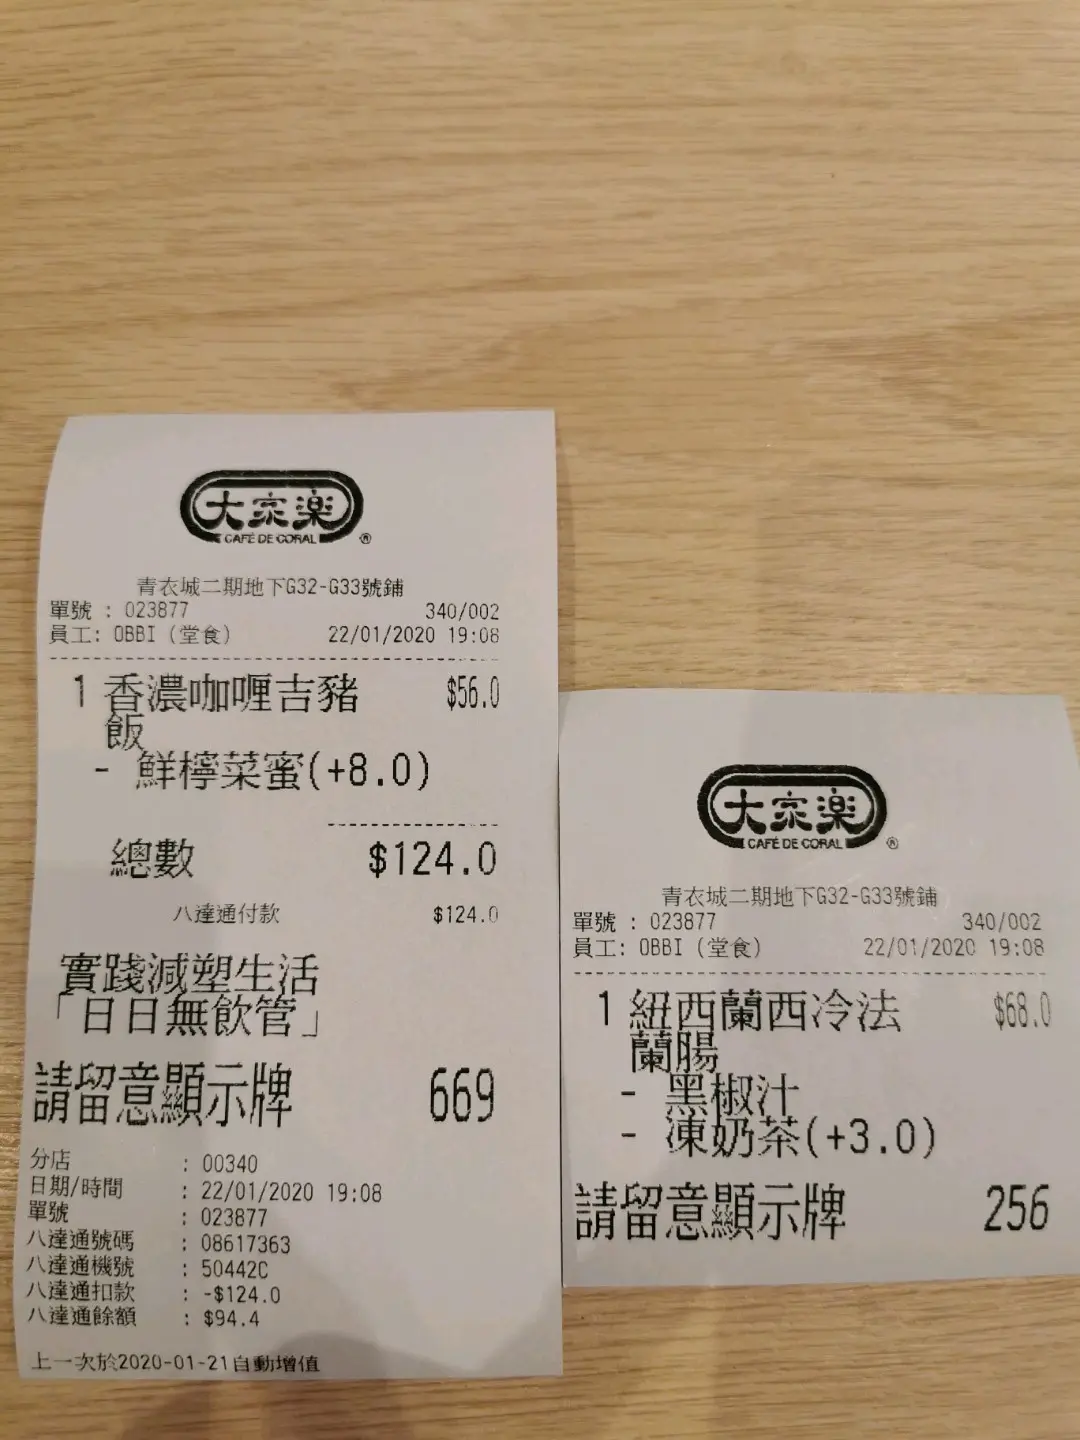 大家樂
CAFÉ DE CORAL ®
青衣城二期地下G32-G33號鋪
單號 : 023877 340/002
員工: OBBI (堂食) 22/01/2020 19:08
1 香濃咖喱吉豬 $56.0
飯
- 鮮檸菜蜜(+8.0)
總數 $124.0
八達通付款 $124.0
實踐減塑生活
「日日無飲管」
請留意顯示牌 669
分店 : 00340
日期/時間 : 22/01/2020 19:08
單號 : 023877
八達通號碼 : 08617363
八達通機號 : 50442C
八達通扣款 : -$124.0
八達通餘額 : $94.4
上一次於2020-01-21自動增值
大家樂
CAFÉ DE CORAL ®
青衣城二期地下G32-G33號鋪
單號 : 023877 340/002
員工: OBBI (堂食) 22/01/2020 19:08
1 紐西蘭西冷法 $68.0
蘭腸
- 黑椒汁
- 凍奶茶(+3.0)
請留意顯示牌 256